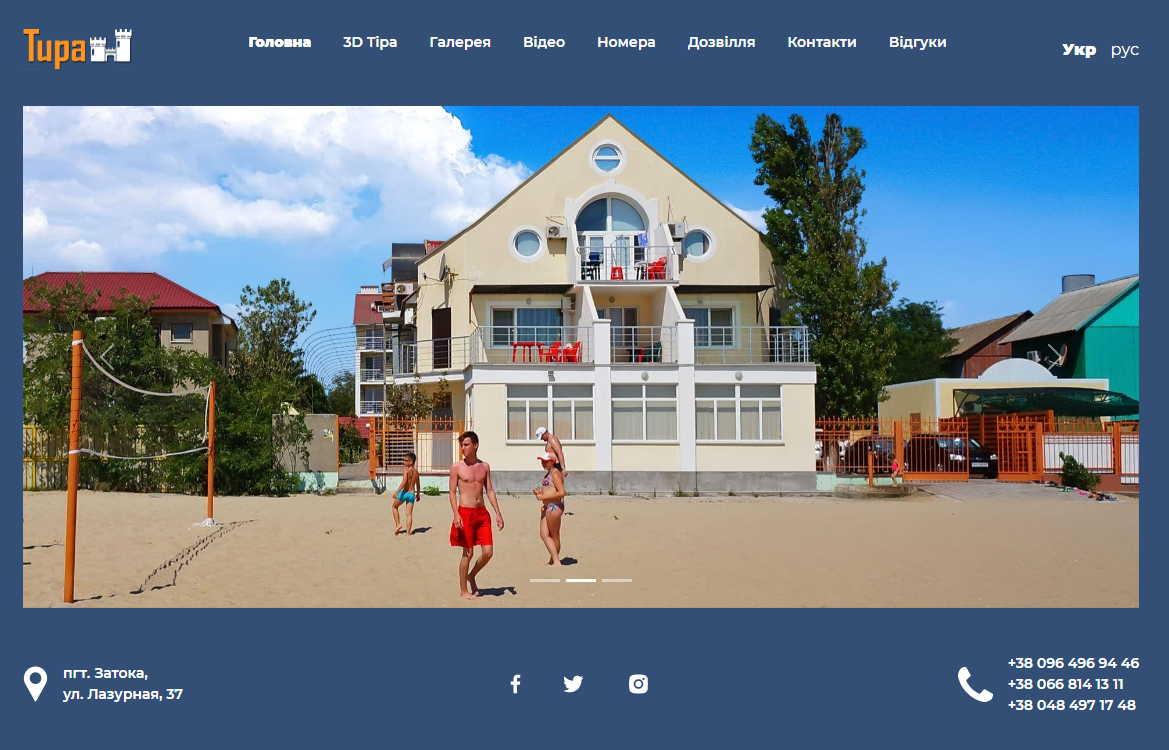 Тира
Головна 3D Тіра Галерея Відео Номера Дозвілля Контакти Відгуки
Укр рус
пгт. Затока,
ул. Лазурная, 37
+38 096 496 94 46
+38 066 814 13 11
+38 048 497 17 48